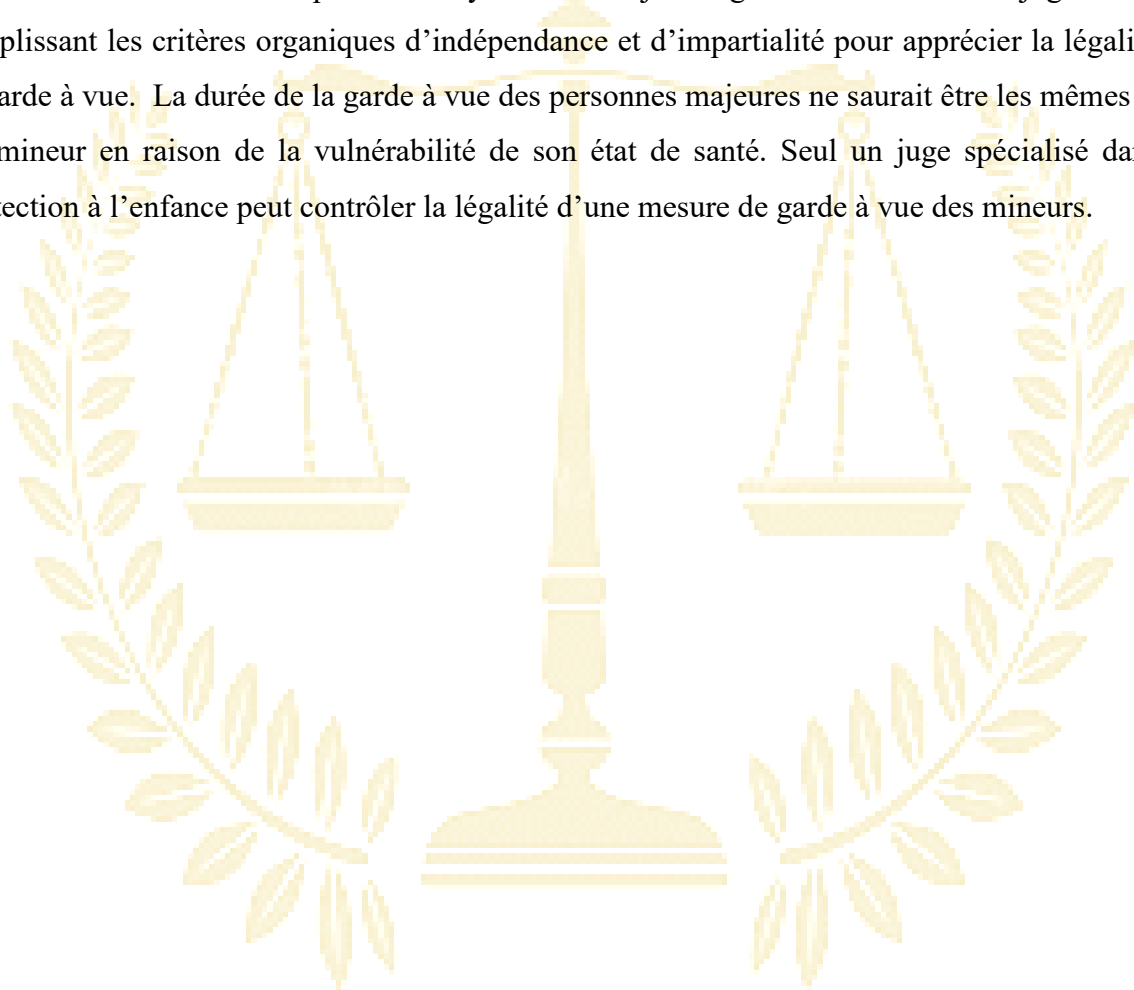 plissant les critères organiques d’indépendance et d’impartialité pour apprécier la légali
arde à vue. La durée de la garde à vue des personnes majeures ne saurait être les mêmes
mineur en raison de la vulnérabilité de son état de santé. Seul un juge spécialisé da
tection à l’enfance peut contrôler la légalité d’une mesure de garde à vue des mineurs.